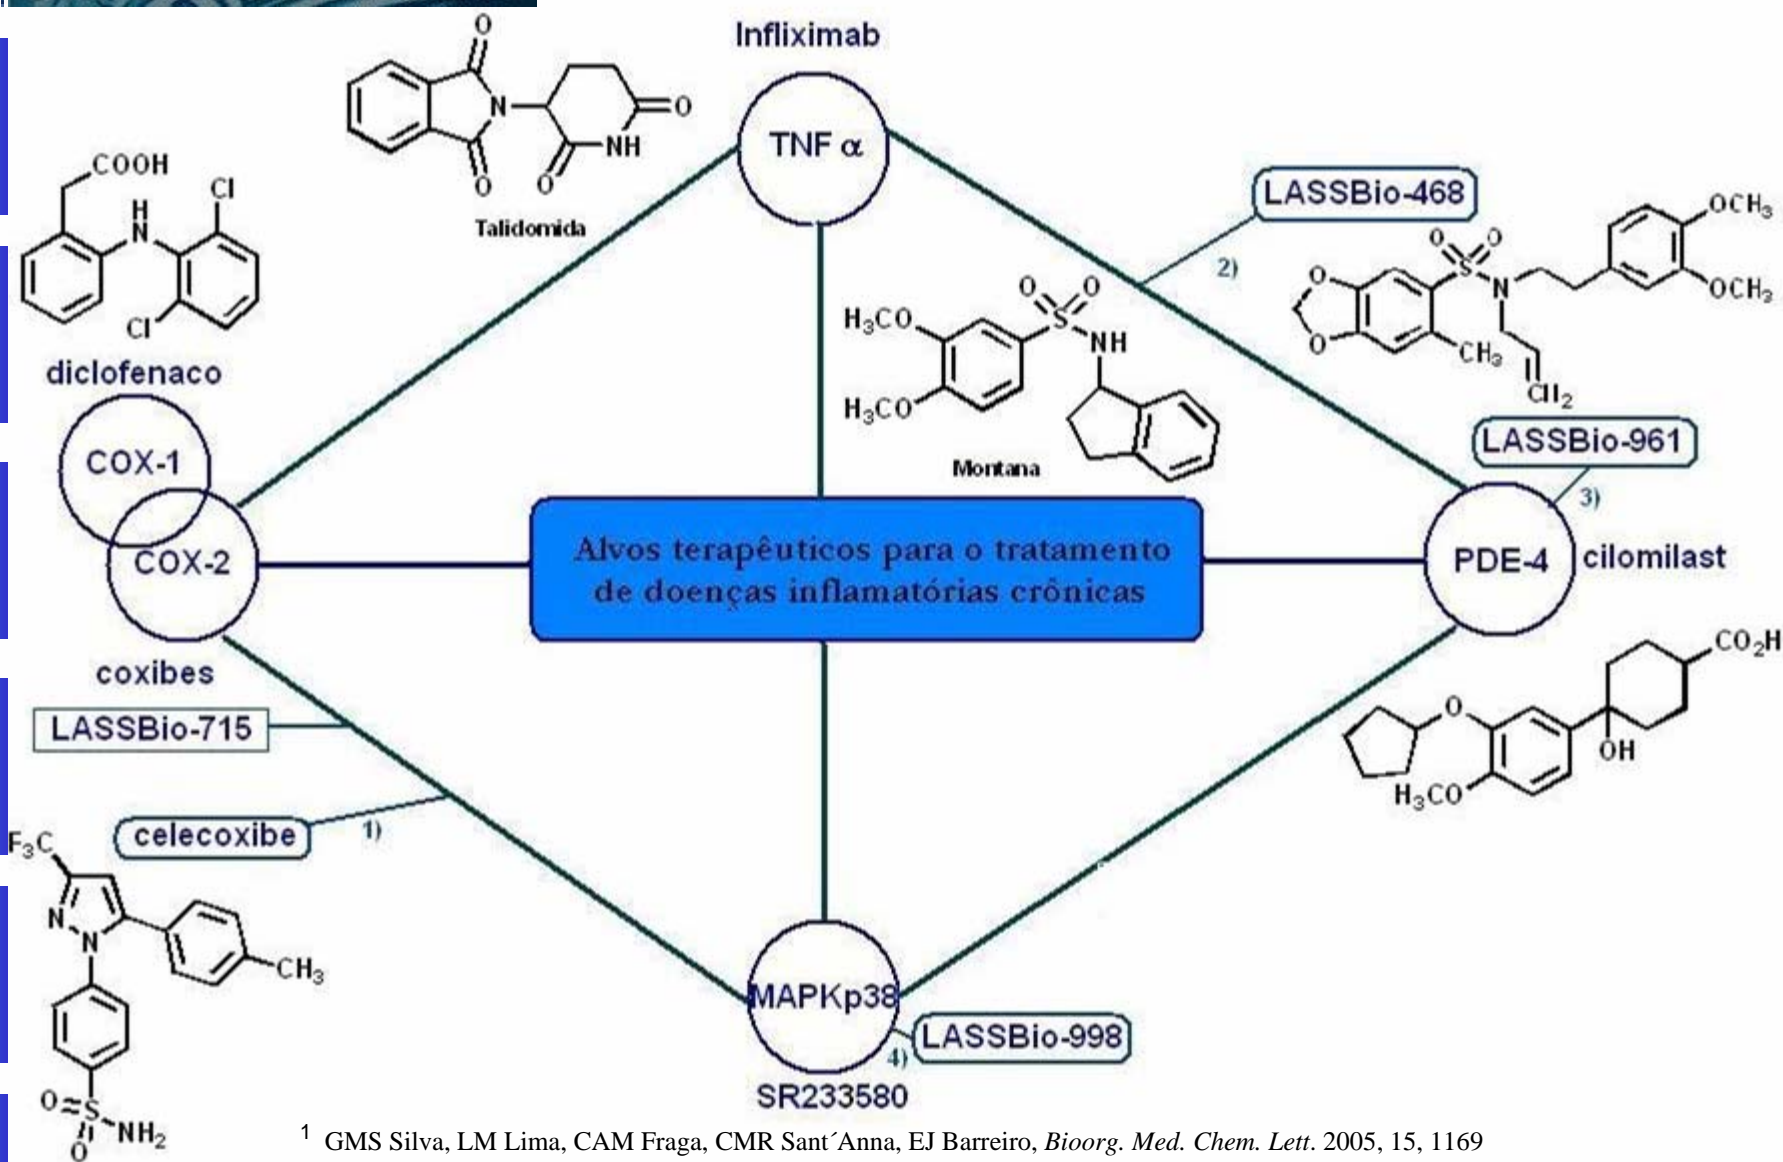 Infliximab
TNF α
Talidomida
O
O
N
O
O
O
NH
COOH
H
N
Cl
Cl
diclofenaco
COX-1
COX-2
coxibes
LASSBio-715
celecoxibe
1)
F₃C
N
N
CH₃
O
S
O
NH₂
LASSBio-468
2)
O
O
S
N
O
O
CH₃
CH₂
OCH₃
OCH₃
H₃CO
H₃CO
O
O
S
NH
Montana
LASSBio-961
3)
PDE-4
cilomilast
CO₂H
O
OH
H₃CO
Alvos terapêuticos para o tratamento
de doenças inflamatórias crônicas
MAPKp38
4)
LASSBio-998
SR233580
¹ GMS Silva, LM Lima, CAM Fraga, CMR Sant´Anna, EJ Barreiro, Bioorg. Med. Chem. Lett. 2005, 15, 1169